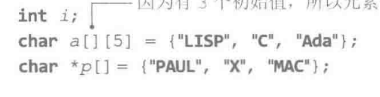 因为有 3 个初始值，所以元素
int i;
char a[][5] = {"LISP", "C", "Ada"};
char *p[] = {"PAUL", "X", "MAC"};